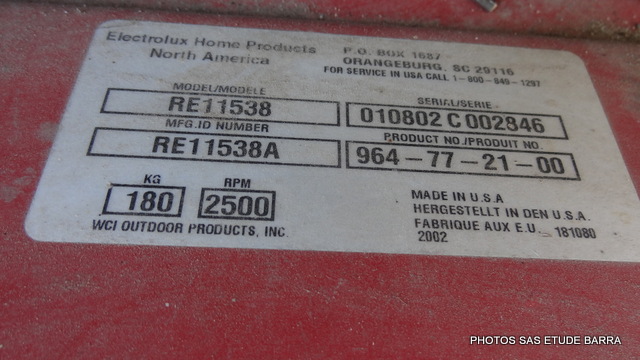 Electrolux Home Products
North America
P.O. BOX 1687
ORANGEBURG, SC 29116
FOR SERVICE IN USA CALL 1-800-849-1297
MODEL/MODELE
RE11538
SERIAL/SERIE
010802 C 002846
MFG.ID NUMBER
RE11538A
PRODUCT NO./PRODUIT NO.
964-77-21-00
KG
180
RPM
2500
WCI OUTDOOR PRODUCTS, INC.
MADE IN U.S.A
HERGESTELLT IN DEN U.S.A.
FABRIQUE AUX E.U. 181080
2002
PHOTOS SAS ETUDE BARRA